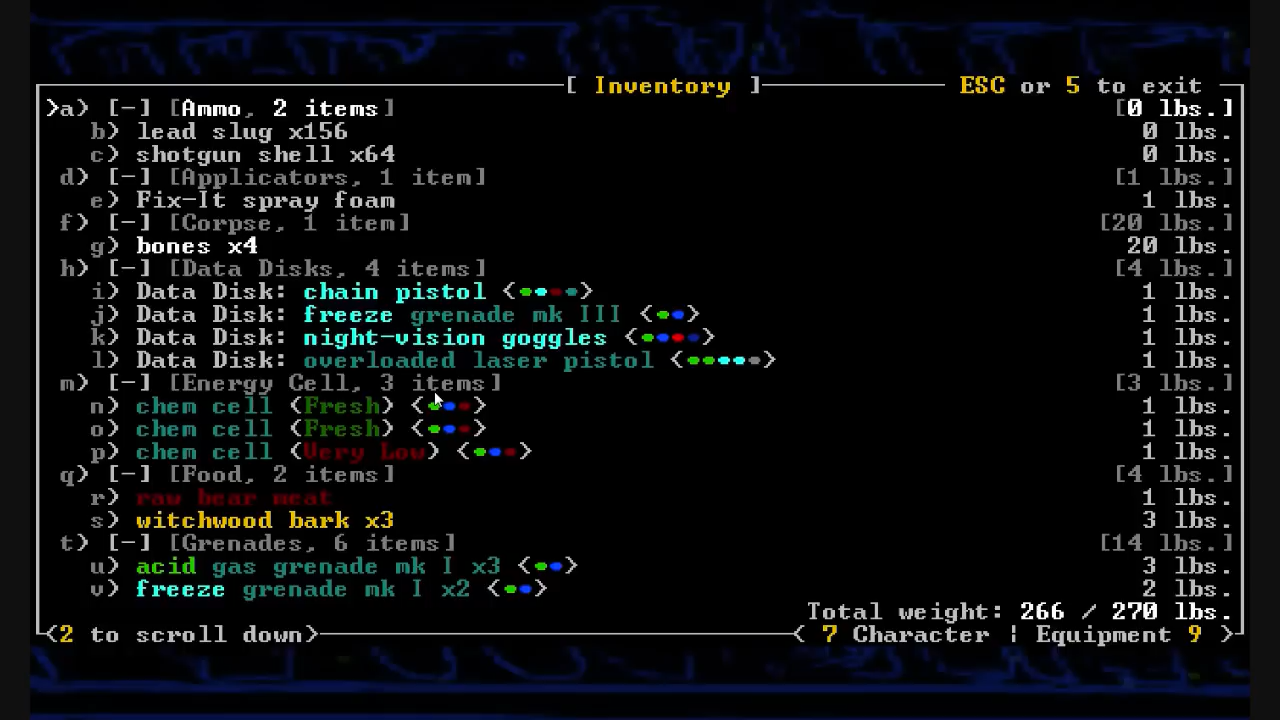 [ Inventory ] ESC or 5 to exit
>a) [-] [Ammo, 2 items] [0 lbs.]
b) lead slug x156 0 lbs.
c) shotgun shell x64 0 lbs.
d) [-] [Applicators, 1 item] [1 lbs.]
e) Fix-It spray foam 1 lbs.
f) [-] [Corpse, 1 item] [20 lbs.]
g) bones x4 20 lbs.
h) [-] [Data Disks, 4 items] [4 lbs.]
i) Data Disk: chain pistol <••••> 1 lbs.
j) Data Disk: freeze grenade mk III <••> 1 lbs.
k) Data Disk: night-vision goggles <••••> 1 lbs.
l) Data Disk: overloaded laser pistol <•••••> 1 lbs.
m) [-] [Energy Cell, 3 items] [3 lbs.]
n) chem cell (Fresh) <•••> 1 lbs.
o) chem cell (Fresh) <•••> 1 lbs.
p) chem cell (Very Low) <•••> 1 lbs.
q) [-] [Food, 2 items] [4 lbs.]
r) raw bear meat 1 lbs.
s) witchwood bark x3 3 lbs.
t) [-] [Grenades, 6 items] [14 lbs.]
u) acid gas grenade mk I x3 <••> 3 lbs.
v) freeze grenade mk I x2 <••> 2 lbs.
Total weight: 266 / 270 lbs.
<2 to scroll down> < 7 Character | Equipment 9 >